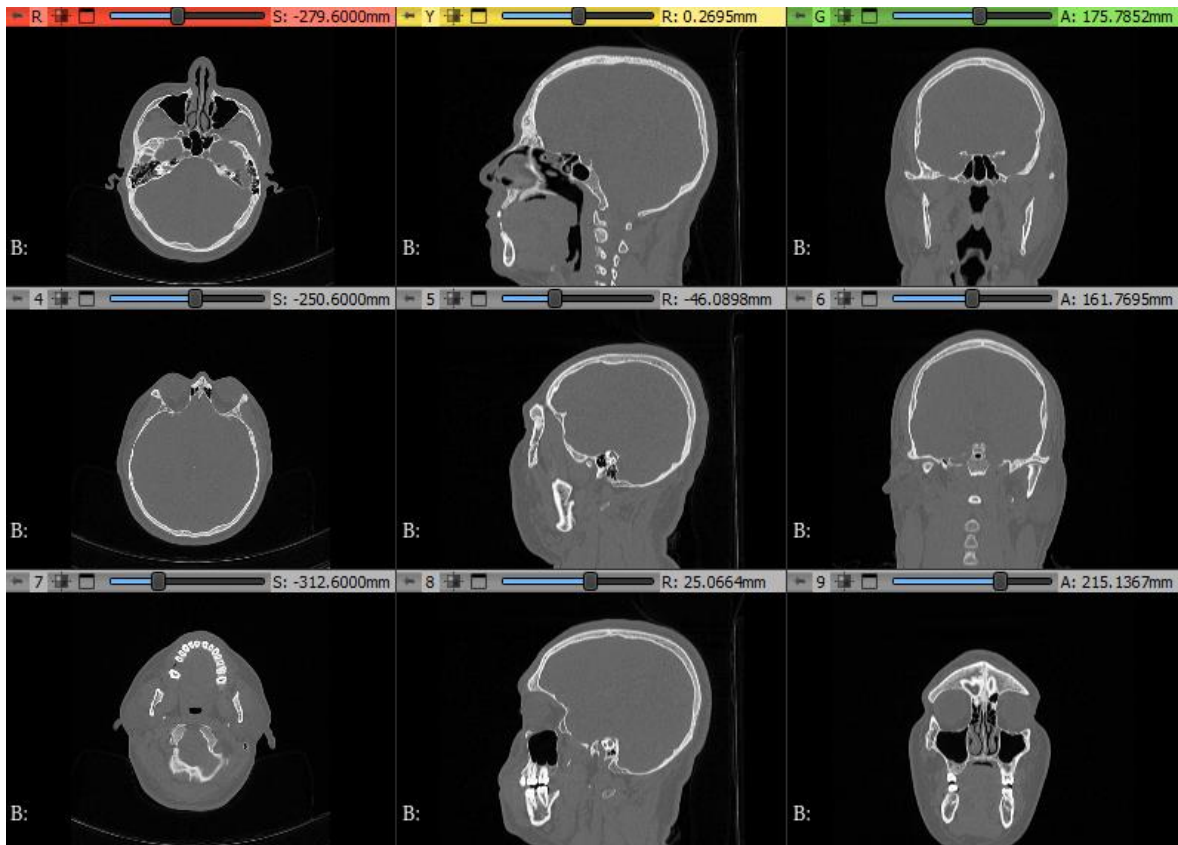 R S: -279.6000mm Y R: 0.2695mm G A: 175.7852mm
B: B: B:
4 S: -250.6000mm 5 R: -46.0898mm 6 A: 161.7695mm
B: B: B:
7 S: -312.6000mm 8 R: 25.0664mm 9 A: 215.1367mm
B: B: B: